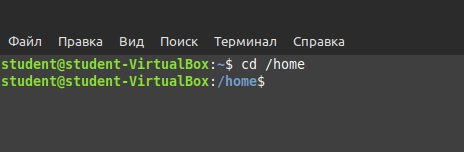 Файл Правка Вид Поиск Терминал Справка
student@student-VirtualBox:~$ cd /home
student@student-VirtualBox:/home$